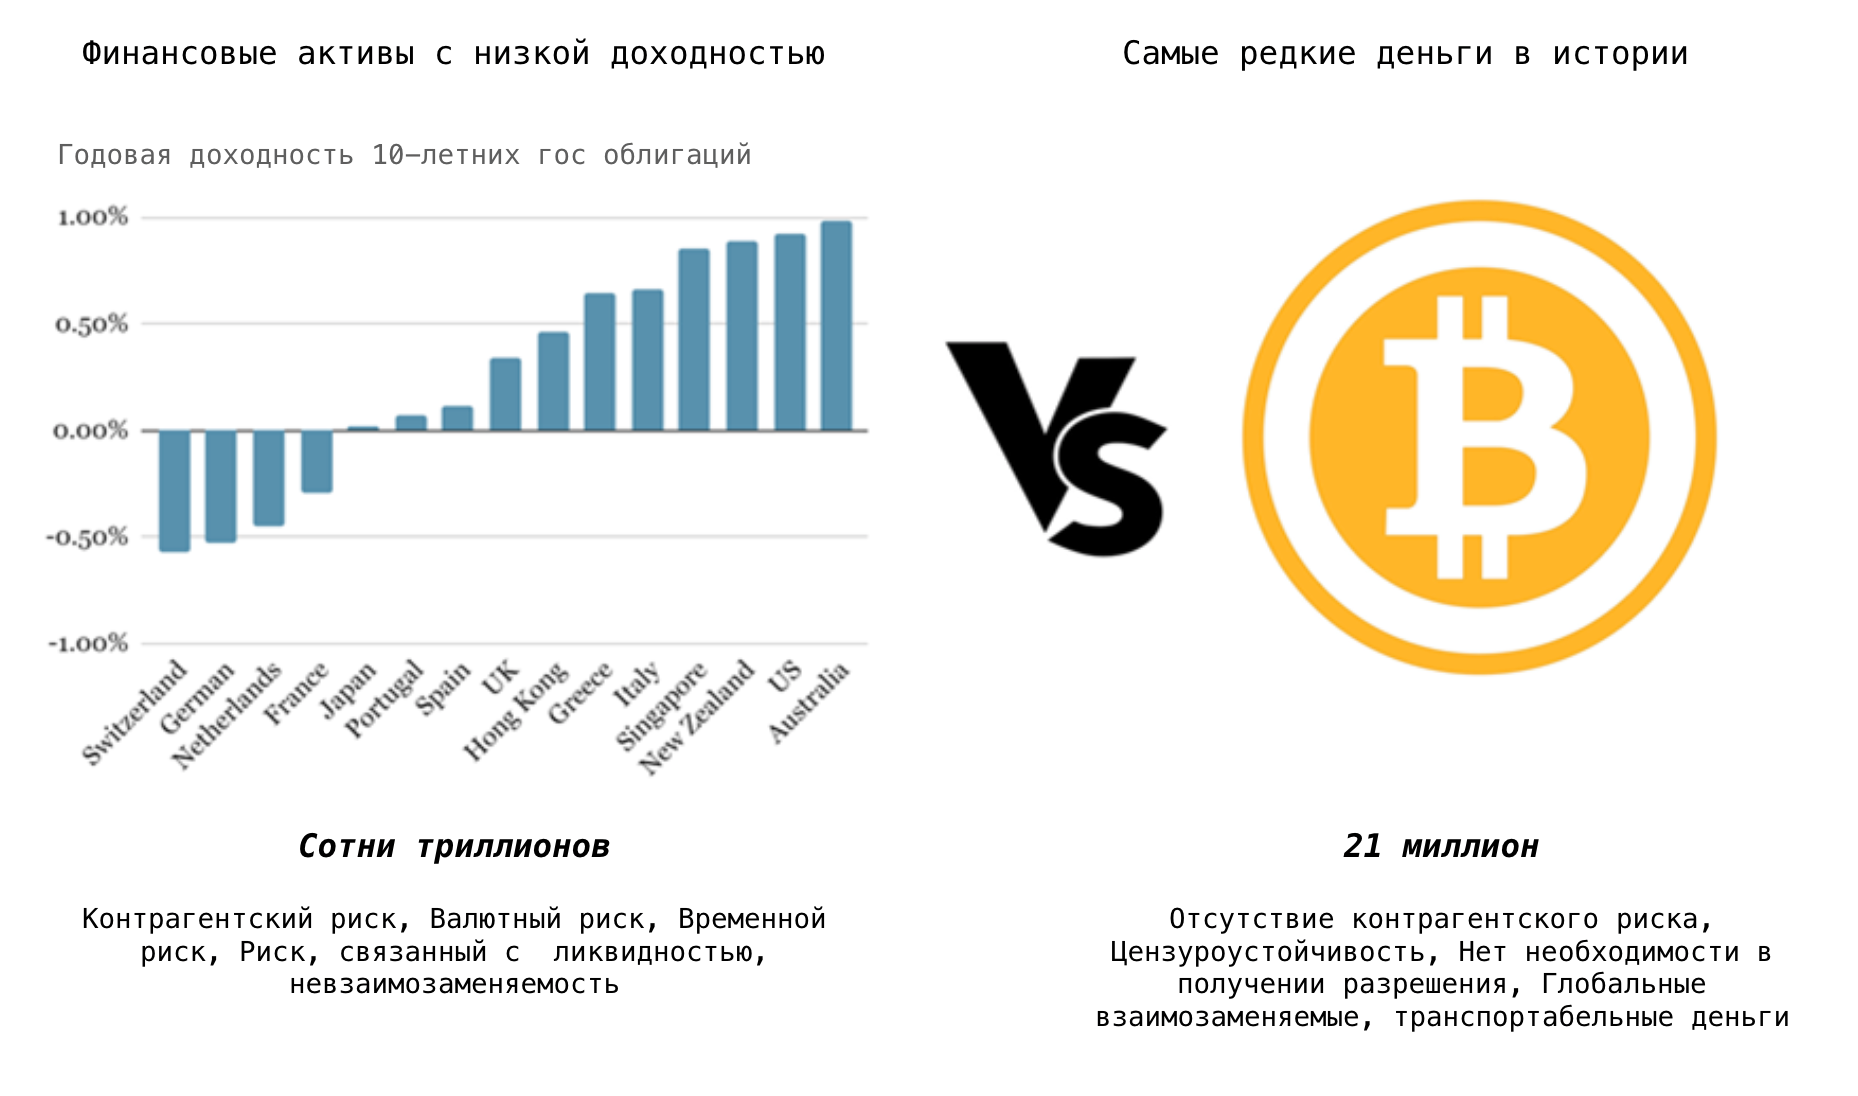 Финансовые активы с низкой доходностью
Самые редкие деньги в истории
Годовая доходность 10–летних гос облигаций
1.00%
0.50%
0.00%
-0.50%
-1.00%
Switzerland
German
Netherlands
France
Japan
Portugal
Spain
UK
Hong Kong
Greece
Italy
Singapore
New Zealand
US
Australia
VS
Сотни триллионов
Контрагентский риск, Валютный риск, Временной
риск, Риск, связанный с  ликвидностью,
невзаимозаменяемость
21 миллион
Отсутствие контрагентского риска,
Цензуроустойчивость, Нет необходимости в
получении разрешения, Глобальные
взаимозаменяемые, транспортабельные деньги